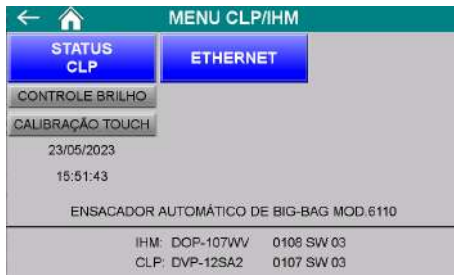 MENU CLP/IHM
STATUS
CLP
ETHERNET
CONTROLE BRILHO
CALIBRAÇÃO TOUCH
23/05/2023
15:51:43
ENSACADOR AUTOMÁTICO DE BIG-BAG MOD.6110
IHM: DOP-107WV 0108 SW 03
CLP: DVP-12SA2 0107 SW 03